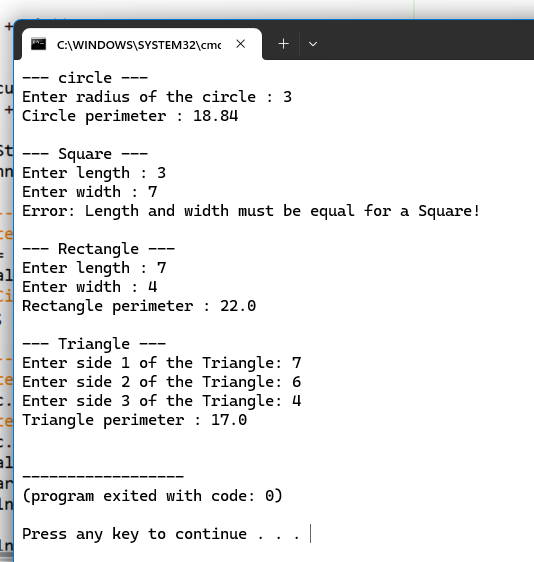 C:\WINDOWS\SYSTEM32\cmc
--- circle ---
Enter radius of the circle : 3
Circle perimeter : 18.84
--- Square ---
Enter length : 3
Enter width : 7
Error: Length and width must be equal for a Square!
--- Rectangle ---
Enter length : 7
Enter width : 4
Rectangle perimeter : 22.0
--- Triangle ---
Enter side 1 of the Triangle: 7
Enter side 2 of the Triangle: 6
Enter side 3 of the Triangle: 4
Triangle perimeter : 17.0
------------------
(program exited with code: 0)
Press any key to continue . . .